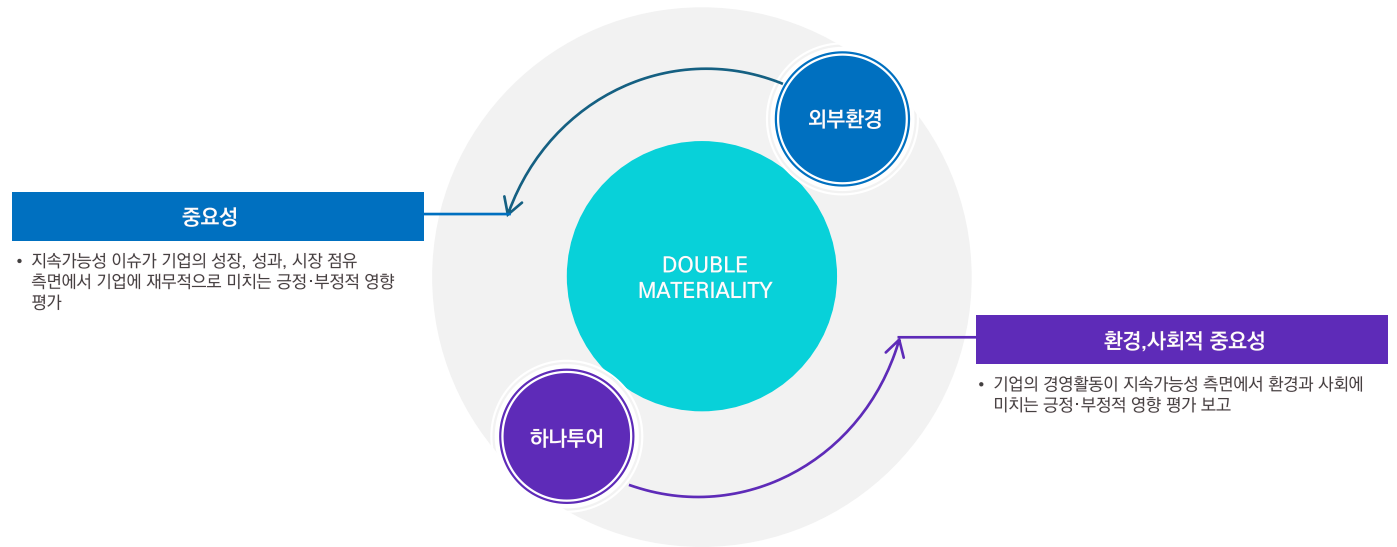 외부환경
중요성
• 지속가능성 이슈가 기업의 성장, 성과, 시장 점유
측면에서 기업에 재무적으로 미치는 긍정·부정적 영향
평가
DOUBLE
MATERIALITY
환경,사회적 중요성
• 기업의 경영활동이 지속가능성 측면에서 환경과 사회에
미치는 긍정·부정적 영향 평가 보고
하나투어